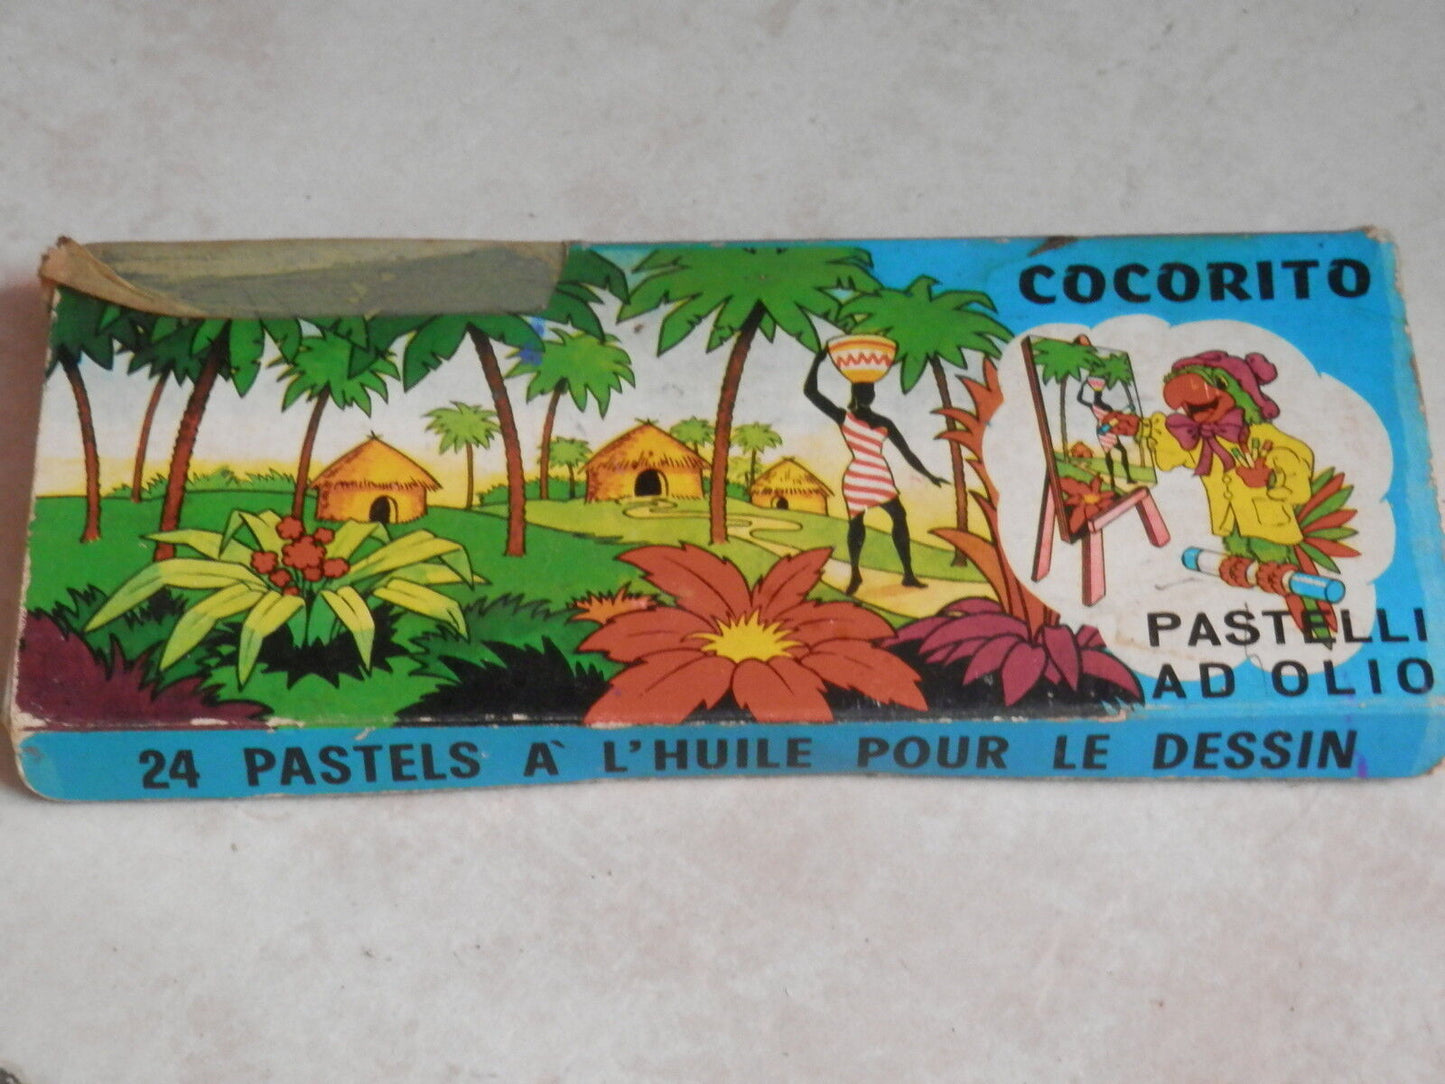 COCORITO
PASTELLI
AD OLIO
24 PASTELS A` L'HUILE POUR LE DESSIN